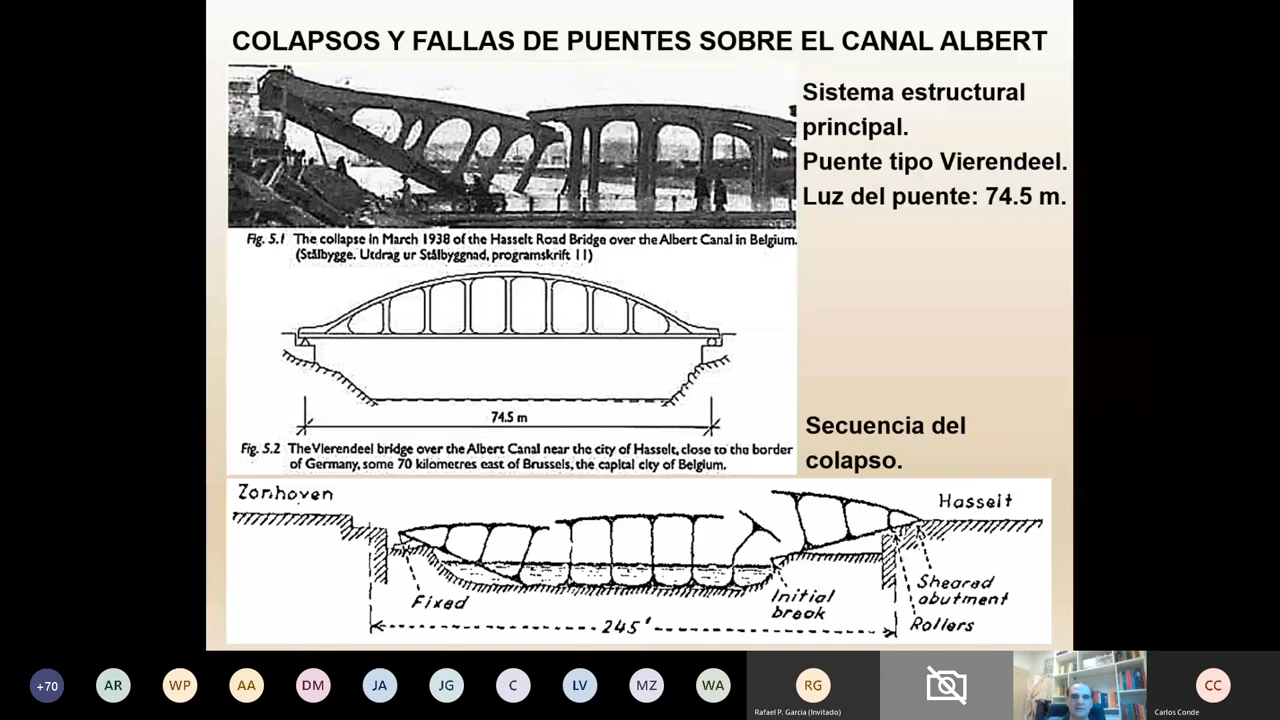 COLAPSOS Y FALLAS DE PUENTES SOBRE EL CANAL ALBERT
Sistema estructural
principal.
Puente tipo Vierendeel.
Luz del puente: 74.5 m.
Fig. 5.1 The collapse in March 1938 of the Hasselt Road Bridge over the Albert Canal in Belgium.
(Stålbygge. Utdrag ur Stålbyggnad, programskrift 11)
74.5 m
Fig. 5.2 The Vierendeel bridge over the Albert Canal near the city of Hasselt, close to the border
of Germany, some 70 kilometres east of Brussels, the capital city of Belgium.
Secuencia del
colapso.
Zonhoven
Hasselt
Fixed
Initial
break
Sheared
abutment
Rollers
245'
+70
AR
WP
AA
DM
JA
JG
C
LV
MZ
WA
RG
Rafael P. Garcia (Invitado)
CC
Carlos Conde